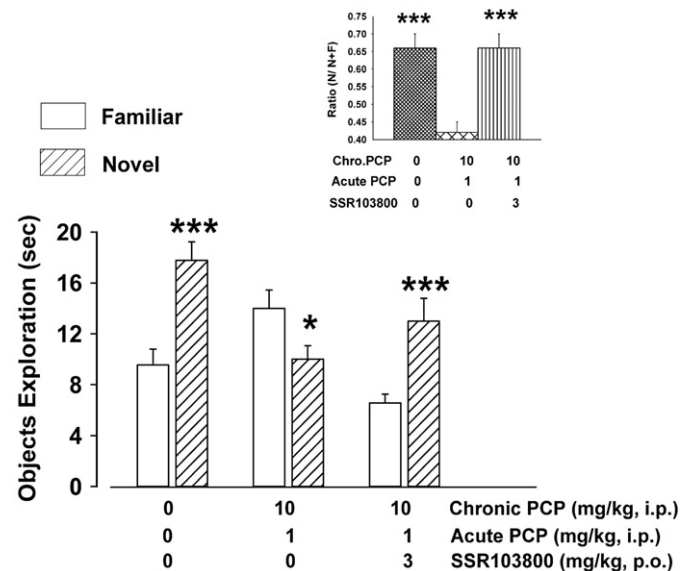 ***
***
0.75
0.70
0.65
0.60
0.55
0.50
0.45
0.40
Ratio (N/ N+F)
Chro.PCP 0 10 10
Acute PCP 0 1 1
SSR103800 0 0 3
Familiar
Novel
Objects Exploration (sec)
20
16
12
8
4
0
***
*
***
0 10 10 Chronic PCP (mg/kg, i.p.)
0 1 1 Acute PCP (mg/kg, i.p.)
0 0 3 SSR103800 (mg/kg, p.o.)